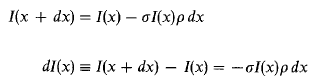 I(x + dx) = I(x) − σI(x)ρ dx
dI(x) ≡ I(x + dx) − I(x) = −σI(x)ρ dx